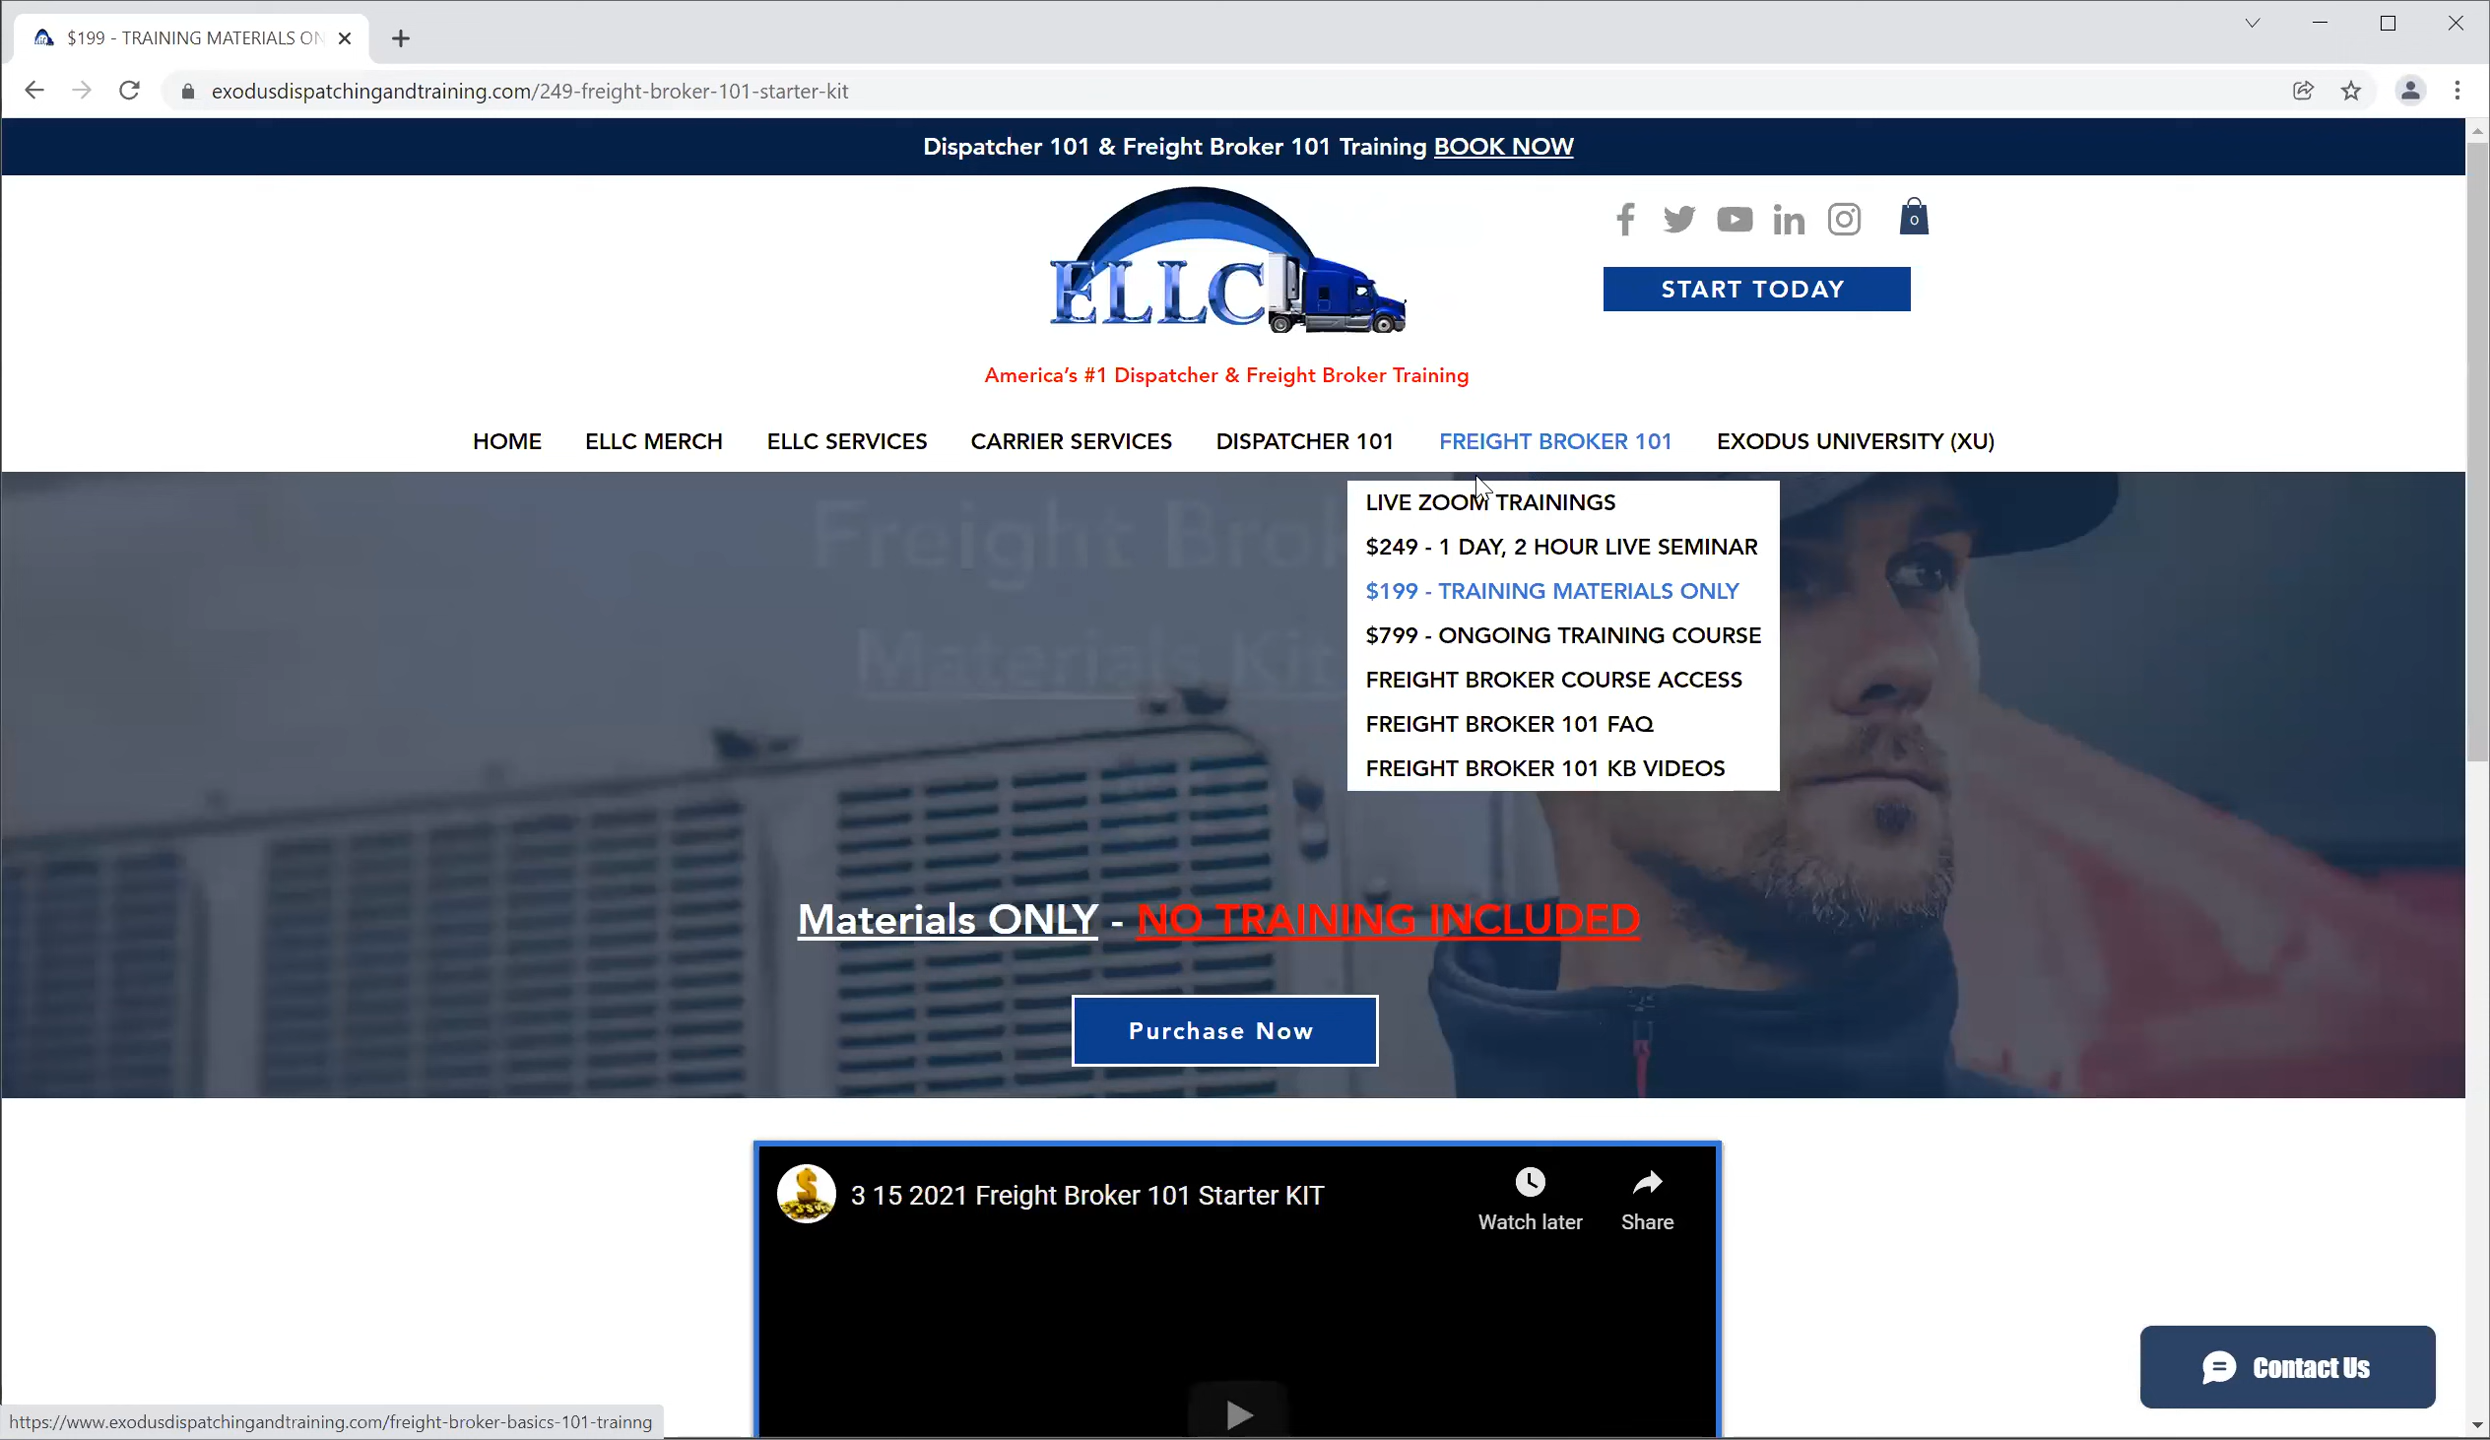 $199 - TRAINING MATERIALS ON
exodusdispatchingandtraining.com/249-freight-broker-101-starter-kit
Dispatcher 101 & Freight Broker 101 Training BOOK NOW
ELLC
0
START TODAY
America's #1 Dispatcher & Freight Broker Training
HOME
ELLC MERCH
ELLC SERVICES
CARRIER SERVICES
DISPATCHER 101
FREIGHT BROKER 101
EXODUS UNIVERSITY (XU)
LIVE ZOOM TRAININGS
$249 - 1 DAY, 2 HOUR LIVE SEMINAR
$199 - TRAINING MATERIALS ONLY
$799 - ONGOING TRAINING COURSE
FREIGHT BROKER COURSE ACCESS
FREIGHT BROKER 101 FAQ
FREIGHT BROKER 101 KB VIDEOS
Freight Brok
Materials Kit
Materials ONLY - NO TRAINING INCLUDED
Purchase Now
3 15 2021 Freight Broker 101 Starter KIT
Watch later
Share
Contact Us
https://www.exodusdispatchingandtraining.com/freight-broker-basics-101-trainng